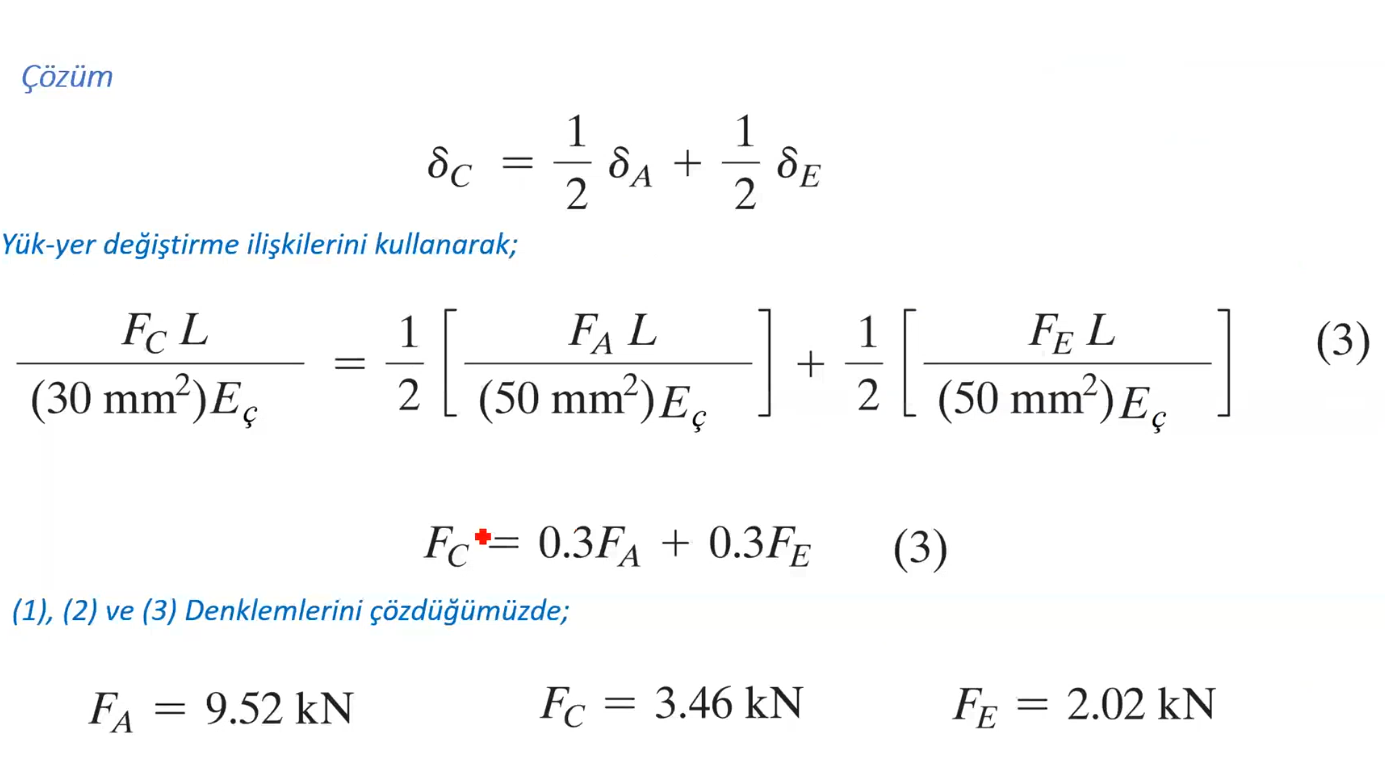 Çözüm
δ_C = 1/2 δ_A + 1/2 δ_E
Yük-yer değiştirme ilişkilerini kullanarak;
F_C L / (30 mm²)E_ç = 1/2 [ F_A L / (50 mm²)E_ç ] + 1/2 [ F_E L / (50 mm²)E_ç ] (3)
F_C = 0.3F_A + 0.3F_E (3)
(1), (2) ve (3) Denklemlerini çözdüğümüzde;
F_A = 9.52 kN F_C = 3.46 kN F_E = 2.02 kN